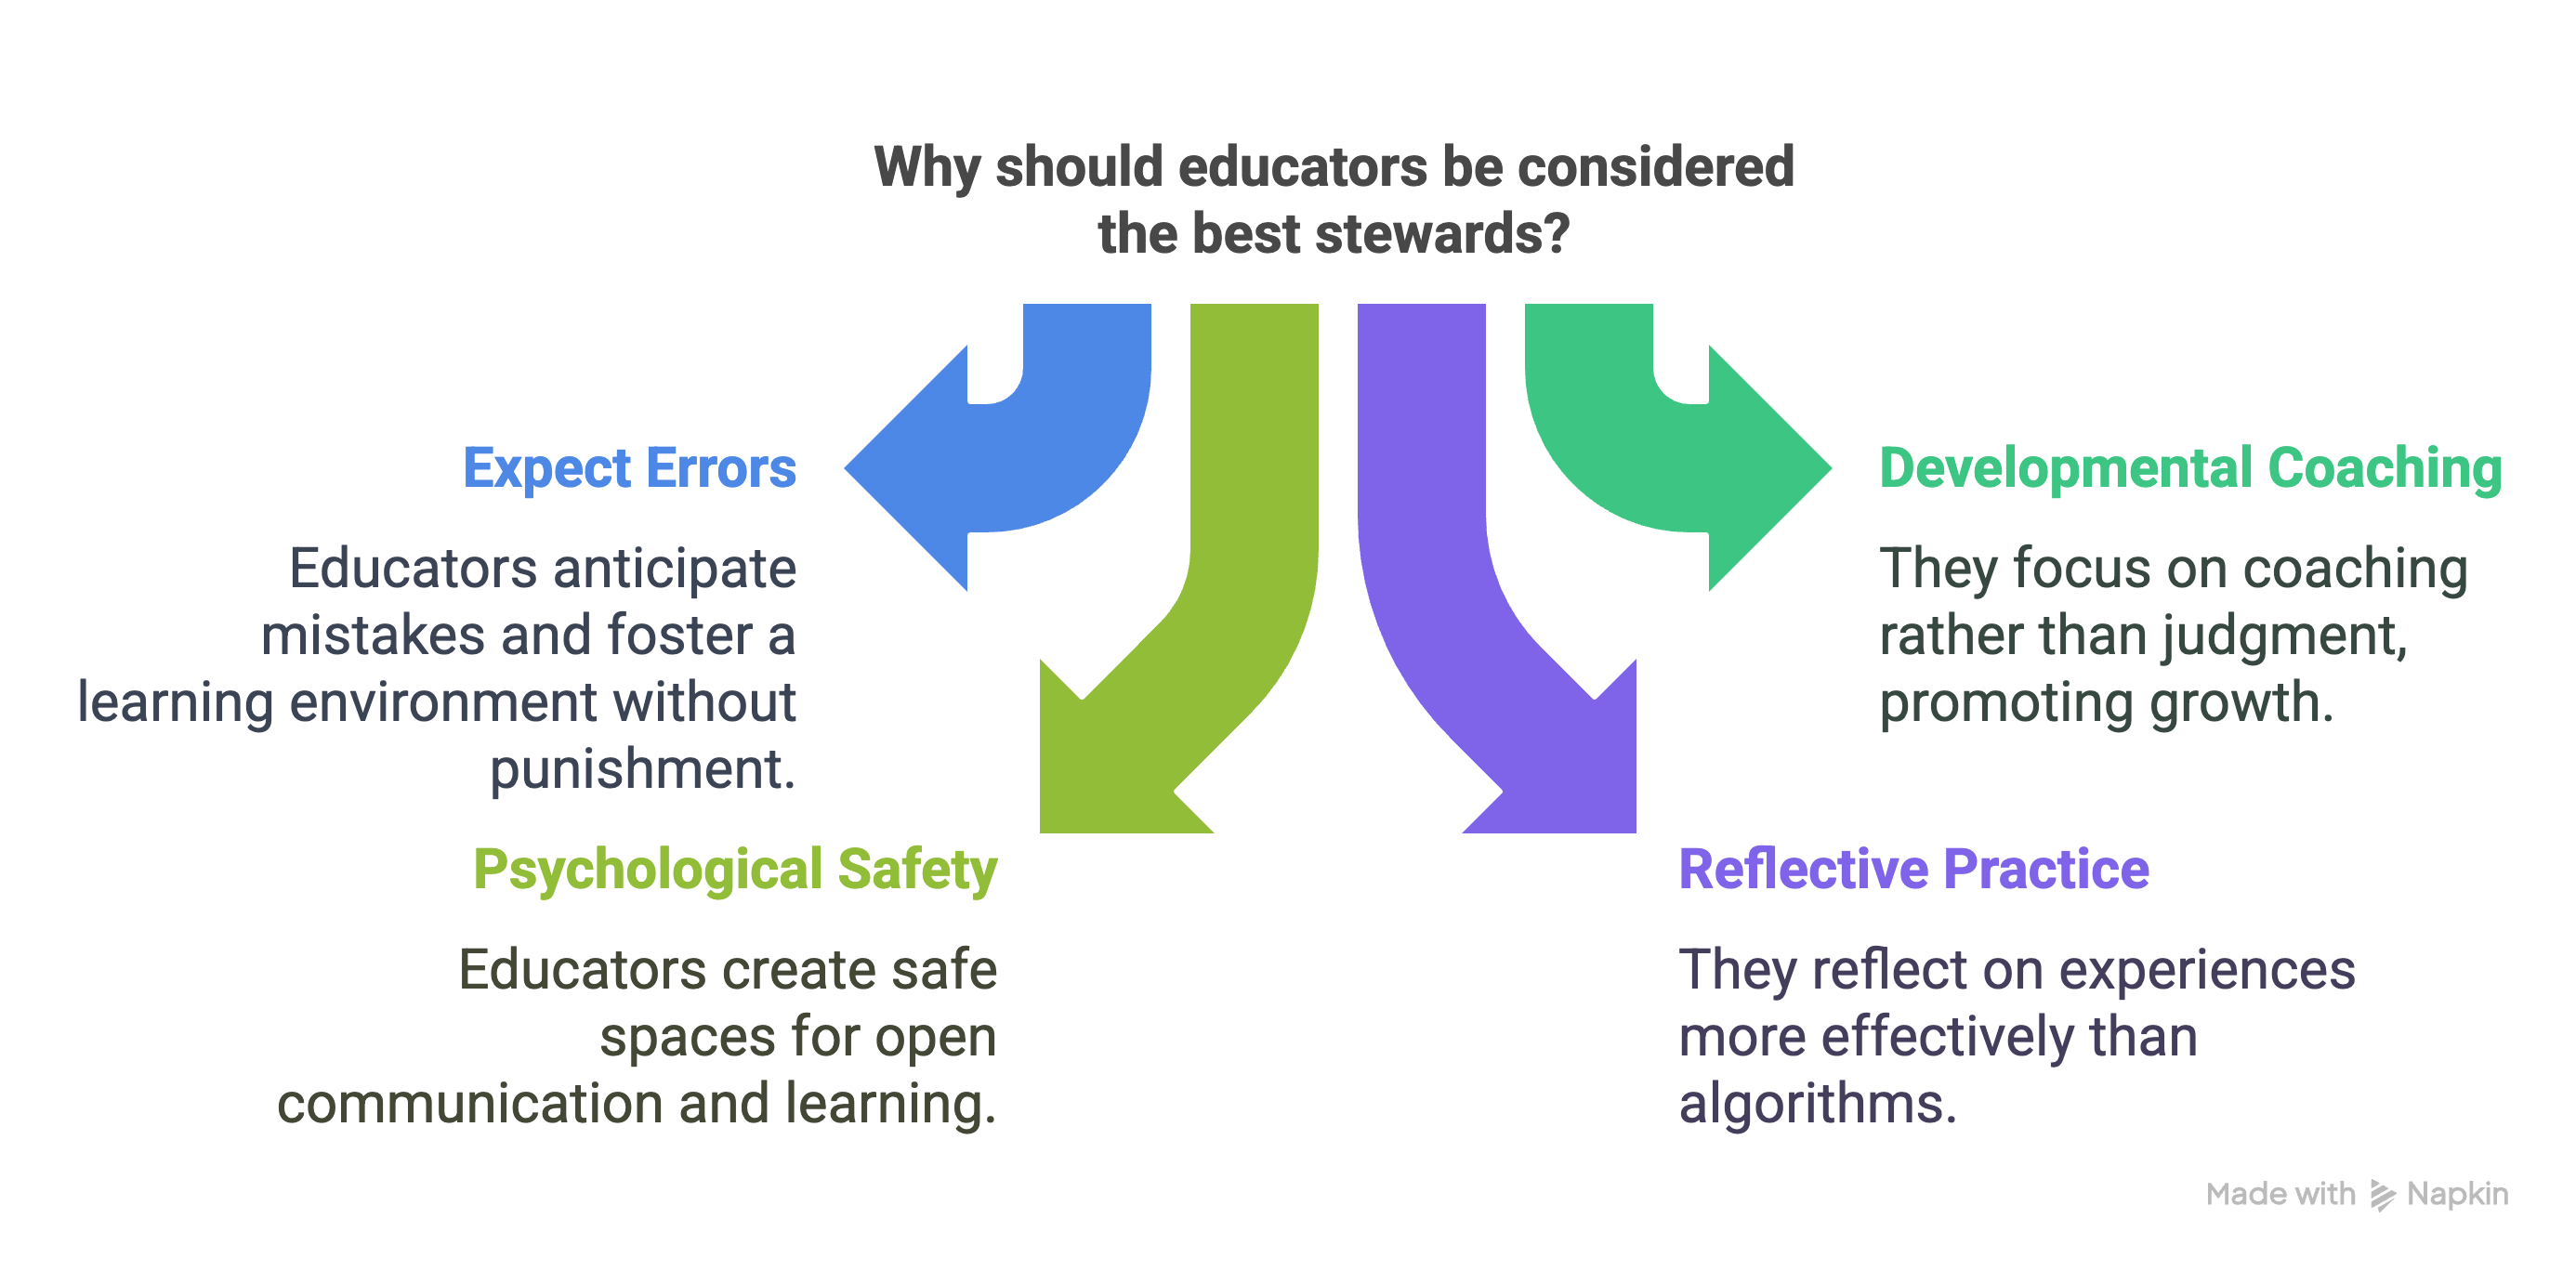 Why should educators be considered
the best stewards?
Expect Errors
Educators anticipate
mistakes and foster a
learning environment without
punishment.
Psychological Safety
Educators create safe
spaces for open
communication and learning.
Developmental Coaching
They focus on coaching
rather than judgment,
promoting growth.
Reflective Practice
They reflect on experiences
more effectively than
algorithms.
Made with Napkin